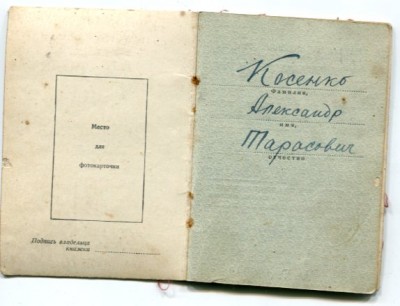 Место
для
фотокарточки
Подпись владельца
книжки
Косенко
фамилия,
Александр
имя,
Тарасович
отчество